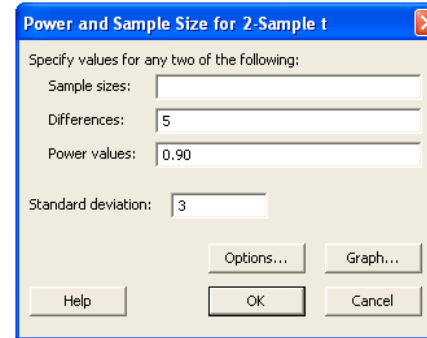 Power and Sample Size for 2-Sample t
Specify values for any two of the following:
Sample sizes:
Differences: 5
Power values: 0.90
Standard deviation: 3
Options... Graph...
Help OK Cancel